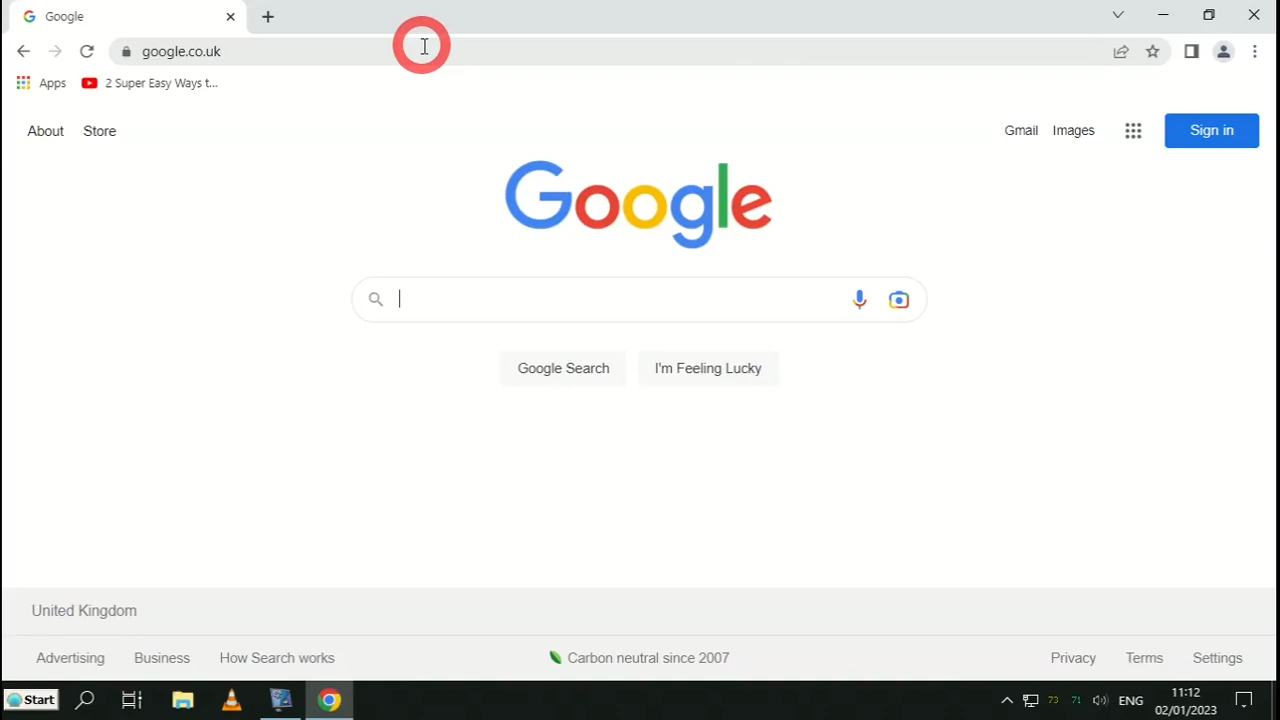 Google
google.co.uk
Apps 2 Super Easy Ways t...
About Store Gmail Images Sign in
Google
Google Search I'm Feeling Lucky
United Kingdom
Advertising Business How Search works Carbon neutral since 2007 Privacy Terms Settings
Start 73 71 ENG 11:12
02/01/2023